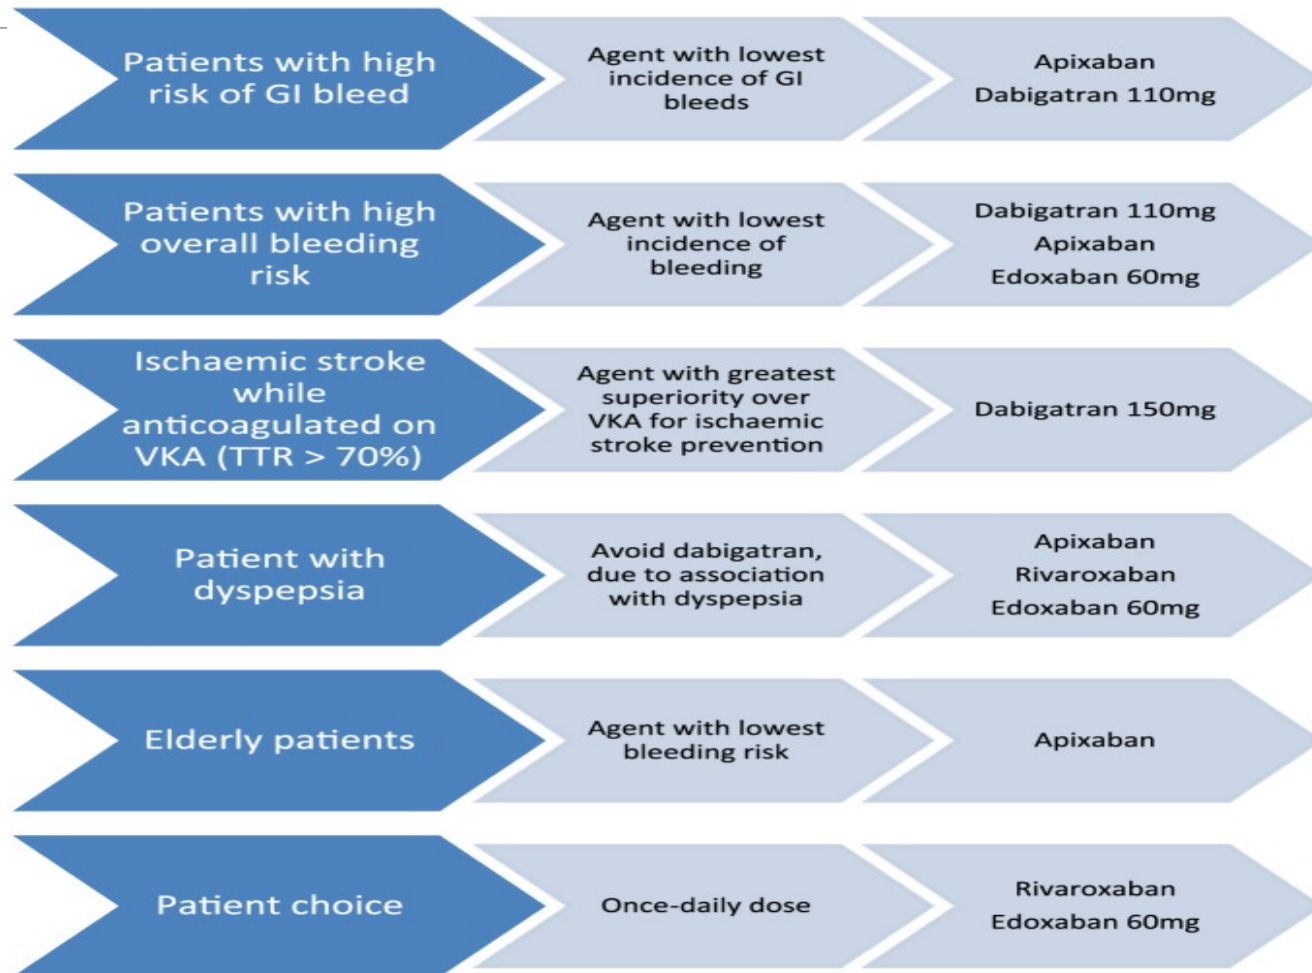 Patients with high
risk of GI bleed
Agent with lowest
incidence of GI
bleeds
Apixaban
Dabigatran 110mg
Patients with high
overall bleeding
risk
Agent with lowest
incidence of
bleeding
Dabigatran 110mg
Apixaban
Edoxaban 60mg
Ischaemic stroke
while
anticoagulated on
VKA (TTR > 70%)
Agent with greatest
superiority over
VKA for ischaemic
stroke prevention
Dabigatran 150mg
Patient with
dyspepsia
Avoid dabigatran,
due to association
with dyspepsia
Apixaban
Rivaroxaban
Edoxaban 60mg
Elderly patients
Agent with lowest
bleeding risk
Apixaban
Patient choice
Once-daily dose
Rivaroxaban
Edoxaban 60mg